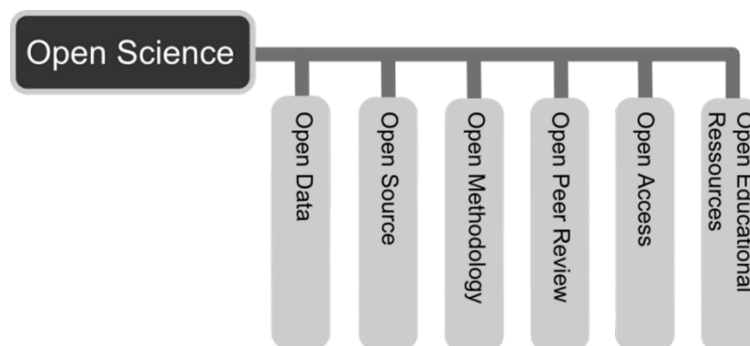 Open Science
Open Data
Open Source
Open Methodology
Open Peer Review
Open Access
Open Educational
Ressources